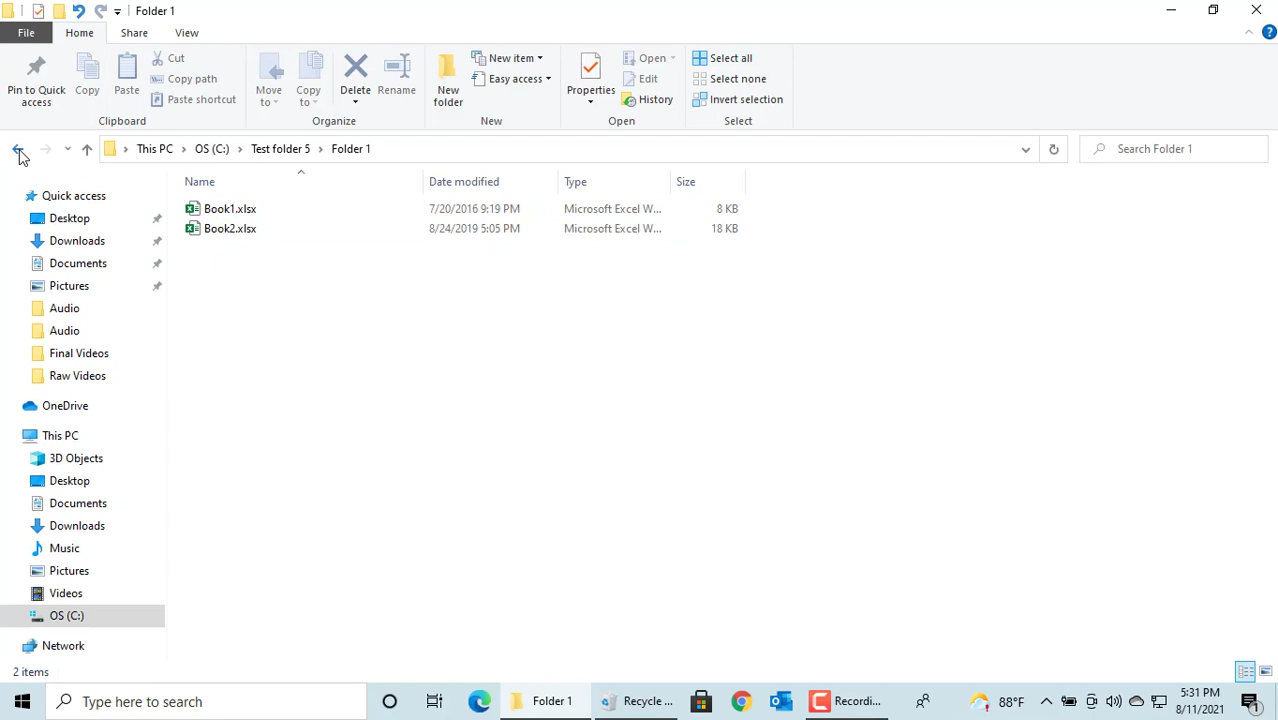 Folder 1
File Home Share View
Pin to Quick access
Copy
Paste
Cut
Copy path
Paste shortcut
Clipboard
Move to
Copy to
Delete
Rename
Organize
New folder
New item
Easy access
New
Properties
Open
Edit
History
Open
Select all
Select none
Invert selection
Select
This PC > OS (C:) > Test folder 5 > Folder 1
Search Folder 1
Name Date modified Type Size
Book1.xlsx 7/20/2016 9:19 PM Microsoft Excel W... 8 KB
Book2.xlsx 8/24/2019 5:05 PM Microsoft Excel W... 18 KB
Quick access
Desktop
Downloads
Documents
Pictures
Audio
Audio
Final Videos
Raw Videos
OneDrive
This PC
3D Objects
Desktop
Documents
Downloads
Music
Pictures
Videos
OS (C:)
Network
2 items
Type here to search
Folder 1
Recycle ...
Recordi...
88°F
5:31 PM
8/11/2021
1